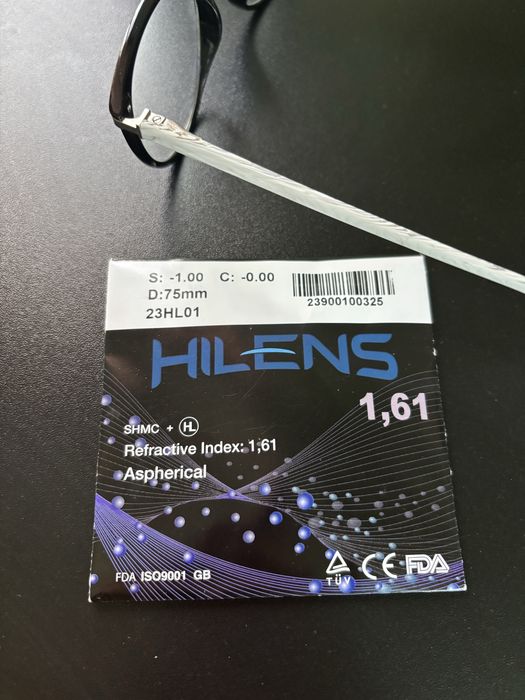 S: -1.00 C: -0.00
D:75mm
23HL01
23900100325
HILENS
1,61
SHMC + HL
Refractive Index: 1,61
Aspherical
FDA ISO9001 GB
TÜV
CE FDA